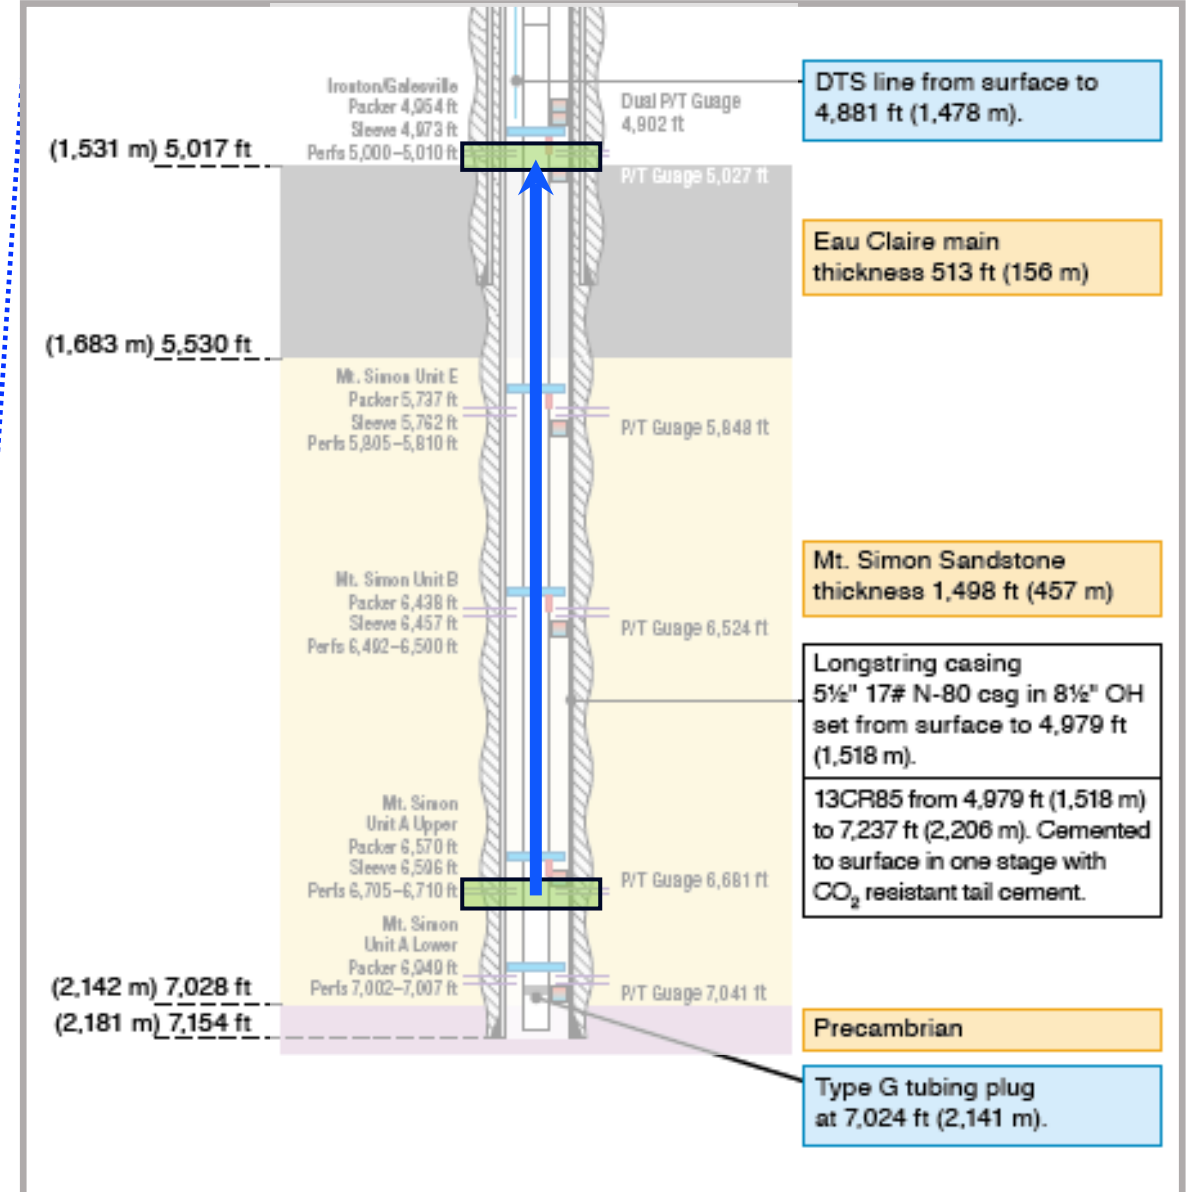 Ironton/Galesville
Packer 4,954 ft
Sleeve 4,973 ft
Perfs 5,000–5,010 ft
(1,531 m) 5,017 ft
Dual P/T Guage
4,902 ft
P/T Guage 5,027 ft
DTS line from surface to
4,881 ft (1,478 m).
Eau Claire main
thickness 513 ft (156 m)
(1,683 m) 5,530 ft
Mt. Simon Unit E
Packer 5,737 ft
Sleeve 5,762 ft
Perfs 5,805–5,810 ft
P/T Guage 5,848 ft
Mt. Simon Unit B
Packer 6,438 ft
Sleeve 6,457 ft
Perfs 6,492–6,500 ft
P/T Guage 6,524 ft
Mt. Simon Sandstone
thickness 1,498 ft (457 m)
Longstring casing
5½" 17# N-80 csg in 8½" OH
set from surface to 4,979 ft
(1,518 m).
13CR85 from 4,979 ft (1,518 m)
to 7,237 ft (2,206 m). Cemented
to surface in one stage with
CO₂ resistant tail cement.
Mt. Simon
Unit A Upper
Packer 6,570 ft
Sleeve 6,596 ft
Perfs 6,705–6,710 ft
P/T Guage 6,681 ft
Mt. Simon
Unit A Lower
Packer 6,949 ft
Perfs 7,002–7,007 ft
P/T Guage 7,041 ft
(2,142 m) 7,028 ft
(2,181 m) 7,154 ft
Precambrian
Type G tubing plug
at 7,024 ft (2,141 m).